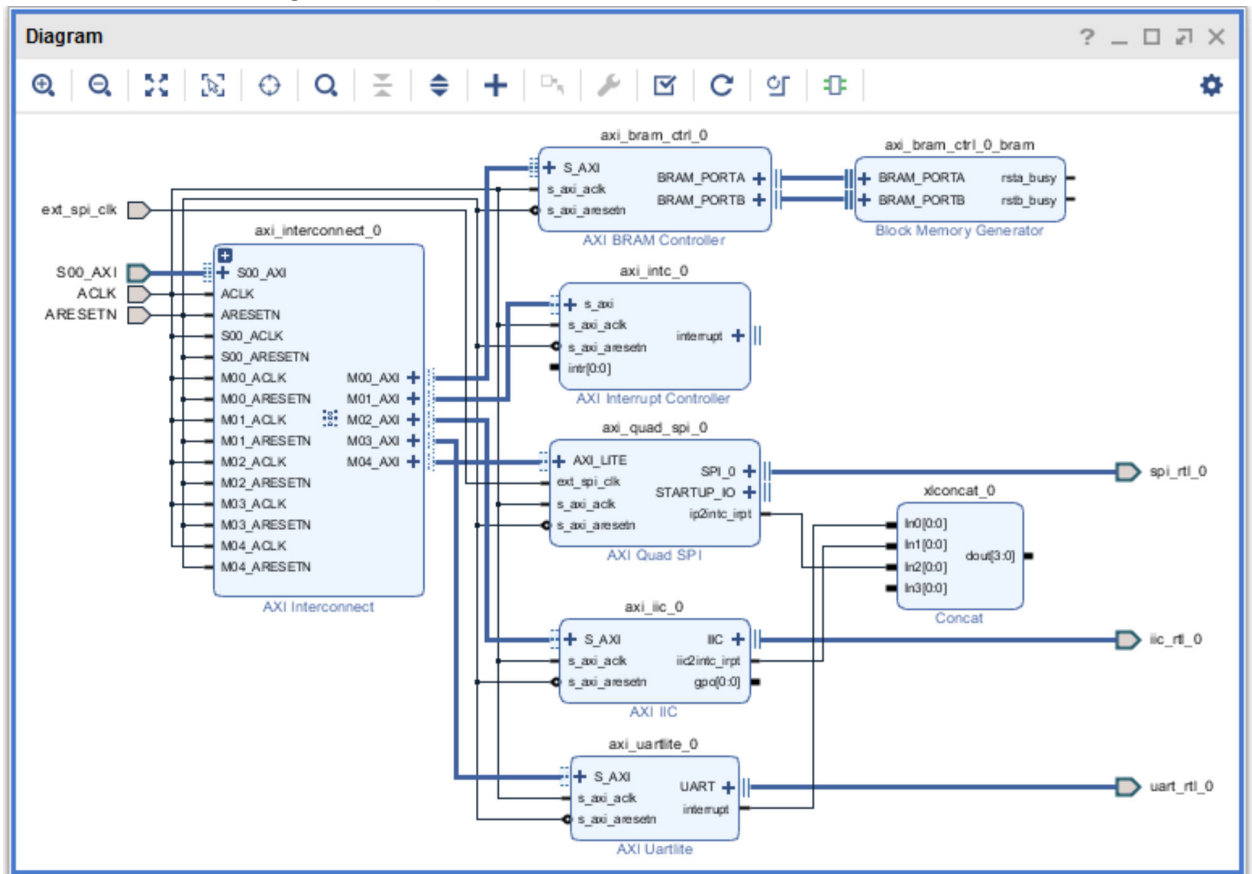 Diagram
axi_bram_ctrl_0
S_AXI
s_axi_aclk
s_axi_aresetn
BRAM_PORTA
BRAM_PORTB
AXI BRAM Controller
axi_bram_ctrl_0_bram
BRAM_PORTA
BRAM_PORTB
rsta_busy
rstb_busy
Block Memory Generator
ext_spi_clk
S00_AXI
ACLK
ARESETN
axi_interconnect_0
S00_AXI
ACLK
ARESETN
S00_ACLK
S00_ARESETN
M00_ACLK
M00_ARESETN
M01_ACLK
M01_ARESETN
M02_ACLK
M02_ARESETN
M03_ACLK
M03_ARESETN
M04_ACLK
M04_ARESETN
M00_AXI
M01_AXI
M02_AXI
M03_AXI
M04_AXI
AXI Interconnect
axi_intc_0
s_axi
s_axi_aclk
s_axi_aresetn
intr[0:0]
interrupt
AXI Interrupt Controller
axi_quad_spi_0
AXI_LITE
ext_spi_clk
s_axi_aclk
s_axi_aresetn
SPI_0
STARTUP_IO
ip2intc_irpt
AXI Quad SPI
spi_rtl_0
xlconcat_0
In0[0:0]
In1[0:0]
In2[0:0]
In3[0:0]
dout[3:0]
Concat
axi_iic_0
S_AXI
s_axi_aclk
s_axi_aresetn
IIC
iic2intc_irpt
gpo[0:0]
AXI IIC
iic_rtl_0
axi_uartlite_0
S_AXI
s_axi_aclk
s_axi_aresetn
UART
interrupt
AXI Uartlite
uart_rtl_0